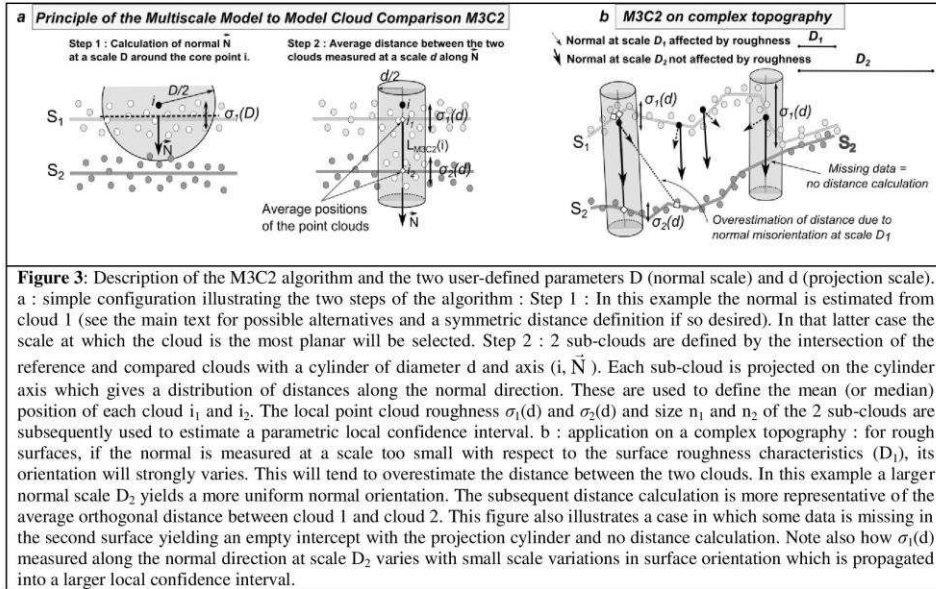 a Principle of the Multiscale Model to Model Cloud Comparison M3C2
Step 1 : Calculation of normal N⃗
at a scale D around the core point i.
Step 2 : Average distance between the two
clouds measured at a scale d along N⃗
D/2
i
σ₁(D)
S₁
N⃗
S₂
d/2
i
i₁
σ₁(d)
L_M3C2(i)
i₂
σ₂(d)
Average positions
of the point clouds
N⃗
b M3C2 on complex topography
Normal at scale D₁ affected by roughness
D₁
Normal at scale D₂ not affected by roughness
D₂
σ₁(d)
σ₁(d)
S₁
S₂
Missing data =
no distance calculation
S₂
σ₂(d)
Overestimation of distance due to
normal misorientation at scale D₁
Figure 3: Description of the M3C2 algorithm and the two user-defined parameters D (normal scale) and d (projection scale).
a : simple configuration illustrating the two steps of the algorithm : Step 1 : In this example the normal is estimated from
cloud 1 (see the main text for possible alternatives and a symmetric distance definition if so desired). In that latter case the
scale at which the cloud is the most planar will be selected. Step 2 : 2 sub-clouds are defined by the intersection of the
reference and compared clouds with a cylinder of diameter d and axis (i, N⃗ ). Each sub-cloud is projected on the cylinder
axis which gives a distribution of distances along the normal direction. These are used to define the mean (or median)
position of each cloud i₁ and i₂. The local point cloud roughness σ₁(d) and σ₂(d) and size n₁ and n₂ of the 2 sub-clouds are
subsequently used to estimate a parametric local confidence interval. b : application on a complex topography : for rough
surfaces, if the normal is measured at a scale too small with respect to the surface roughness characteristics (D₁), its
orientation will strongly varies. This will tend to overestimate the distance between the two clouds. In this example a larger
normal scale D₂ yields a more uniform normal orientation. The subsequent distance calculation is more representative of the
average orthogonal distance between cloud 1 and cloud 2. This figure also illustrates a case in which some data is missing in
the second surface yielding an empty intercept with the projection cylinder and no distance calculation. Note also how σ₁(d)
measured along the normal direction at scale D₂ varies with small scale variations in surface orientation which is propagated
into a larger local confidence interval.